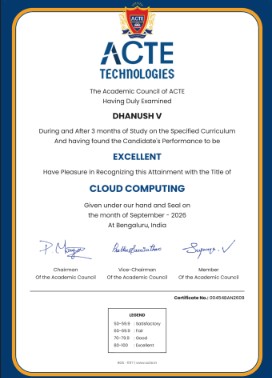 ACTE
TECHNOLOGIES
The Academic Council of ACTE
Having Duly Examined
DHANUSH V
During and After 3 months of Study on the Specified Curriculum
And having found the Candidate's Performance to be
EXCELLENT
Have Pleasure in Recognizing this Attainment with the Title of
CLOUD COMPUTING
Given under our hand and Seal on
the month of September - 2026
At Bengaluru, India
Chairman
Of the Academic Council
Vice-Chairman
Of the Academic Council
Member
Of the Academic Council
Certificate No.:
LEGEND
- Satisfactory
- Fair
- Good
- Excellent